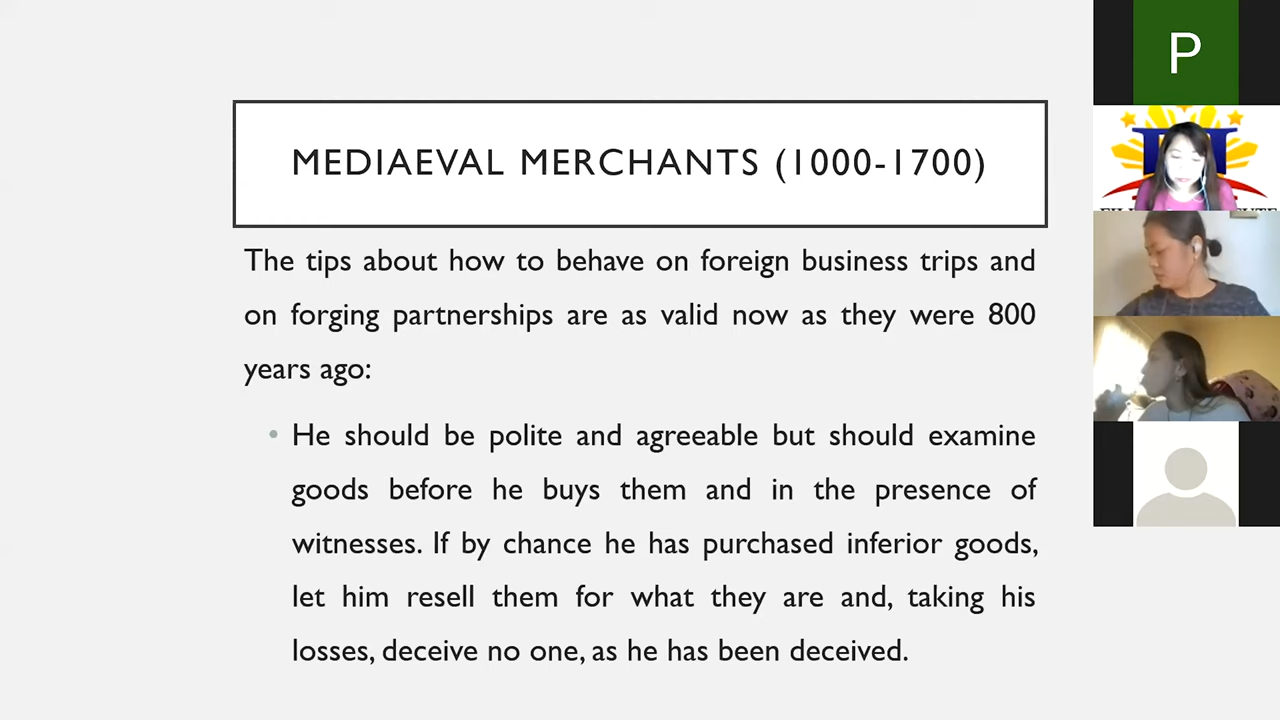 MEDIAEVAL MERCHANTS (1000-1700)
The tips about how to behave on foreign business trips and
on forging partnerships are as valid now as they were 800
years ago:
• He should be polite and agreeable but should examine
goods before he buys them and in the presence of
witnesses. If by chance he has purchased inferior goods,
let him resell them for what they are and, taking his
losses, deceive no one, as he has been deceived.
P